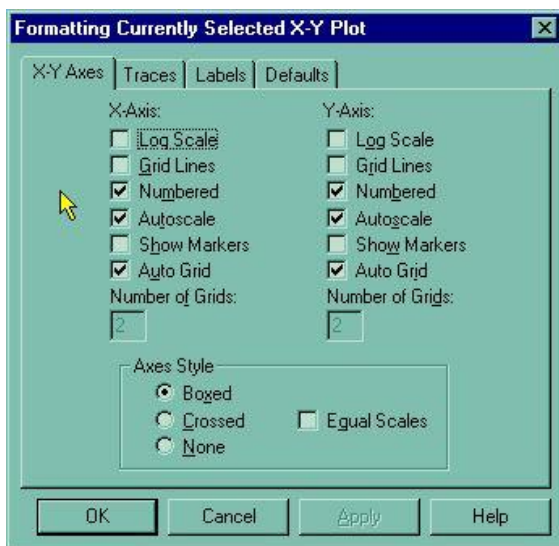 Formatting Currently Selected X-Y Plot
X-Y Axes Traces Labels Defaults
X-Axis:
Log Scale
Grid Lines
Numbered
Autoscale
Show Markers
Auto Grid
Number of Grids:
2
Y-Axis:
Log Scale
Grid Lines
Numbered
Autoscale
Show Markers
Auto Grid
Number of Grids:
2
Axes Style
Boxed
Crossed
None
Equal Scales
OK Cancel Apply Help